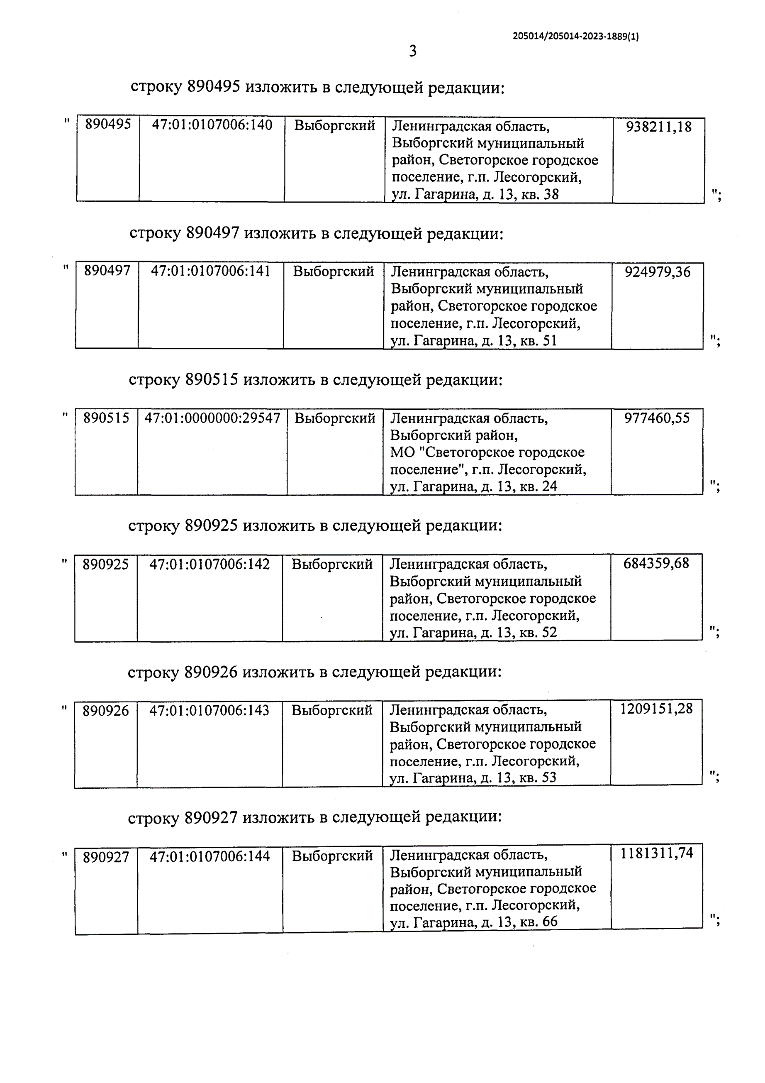 205014/205014-2023-1889(1)
3
строку 890495 изложить в следующей редакции:
" 890495 47:01:0107006:140 Выборгский Ленинградская область, 938211,18
Выборгский муниципальный
район, Светогорское городское
поселение, г.п. Лесогорский,
ул. Гагарина, д. 13, кв. 38 ";
строку 890497 изложить в следующей редакции:
" 890497 47:01:0107006:141 Выборгский Ленинградская область, 924979,36
Выборгский муниципальный
район, Светогорское городское
поселение, г.п. Лесогорский,
ул. Гагарина, д. 13, кв. 51 ";
строку 890515 изложить в следующей редакции:
" 890515 47:01:0000000:29547 Выборгский Ленинградская область, 977460,55
Выборгский район,
МО "Светогорское городское
поселение", г.п. Лесогорский,
ул. Гагарина, д. 13, кв. 24 ";
строку 890925 изложить в следующей редакции:
" 890925 47:01:0107006:142 Выборгский Ленинградская область, 684359,68
Выборгский муниципальный
район, Светогорское городское
поселение, г.п. Лесогорский,
ул. Гагарина, д. 13, кв. 52 ";
строку 890926 изложить в следующей редакции:
" 890926 47:01:0107006:143 Выборгский Ленинградская область, 1209151,28
Выборгский муниципальный
район, Светогорское городское
поселение, г.п. Лесогорский,
ул. Гагарина, д. 13, кв. 53 ";
строку 890927 изложить в следующей редакции:
" 890927 47:01:0107006:144 Выборгский Ленинградская область, 1181311,74
Выборгский муниципальный
район, Светогорское городское
поселение, г.п. Лесогорский,
ул. Гагарина, д. 13, кв. 66 ";